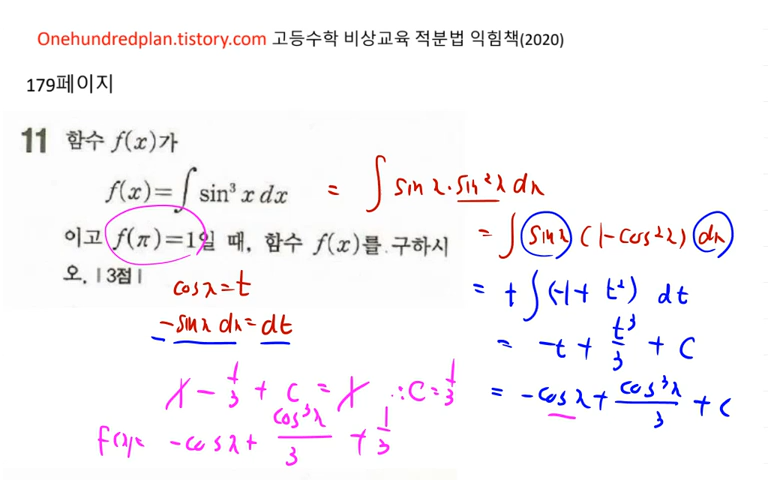 Onehundredplan.tistory.com 고등수학 비상교육 적분법 익힘책(2020)
179페이지
11 함수 f(x)가
f(x)=∫sin³ x dx = ∫ sin x · sin² x dx
= ∫ sin x (1-cos²x) dx
이고 f(π)=1일 때, 함수 f(x)를 구하시
오. |3점|
cos x = t
-sin x dx = dt
= + ∫(-1 + t²) dt
= -t + t³/3 + C
= -cos x + cos³x/3 + C
1 - 1/3 + C = 1 ∴ C = 1/3
f(x) = -cos x + cos³x/3 + 1/3